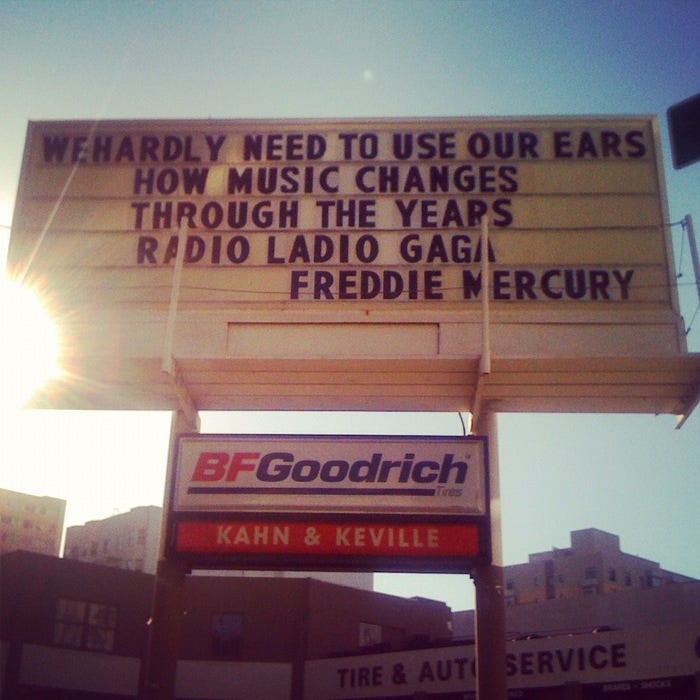 WEHARDLY NEED TO USE OUR EARS
HOW MUSIC CHANGES
THROUGH THE YEARS
RADIO LADIO GAGA
FREDDIE MERCURY
BFGoodrich
Tires
KAHN & KEVILLE
TIRE & AUTO SERVICE